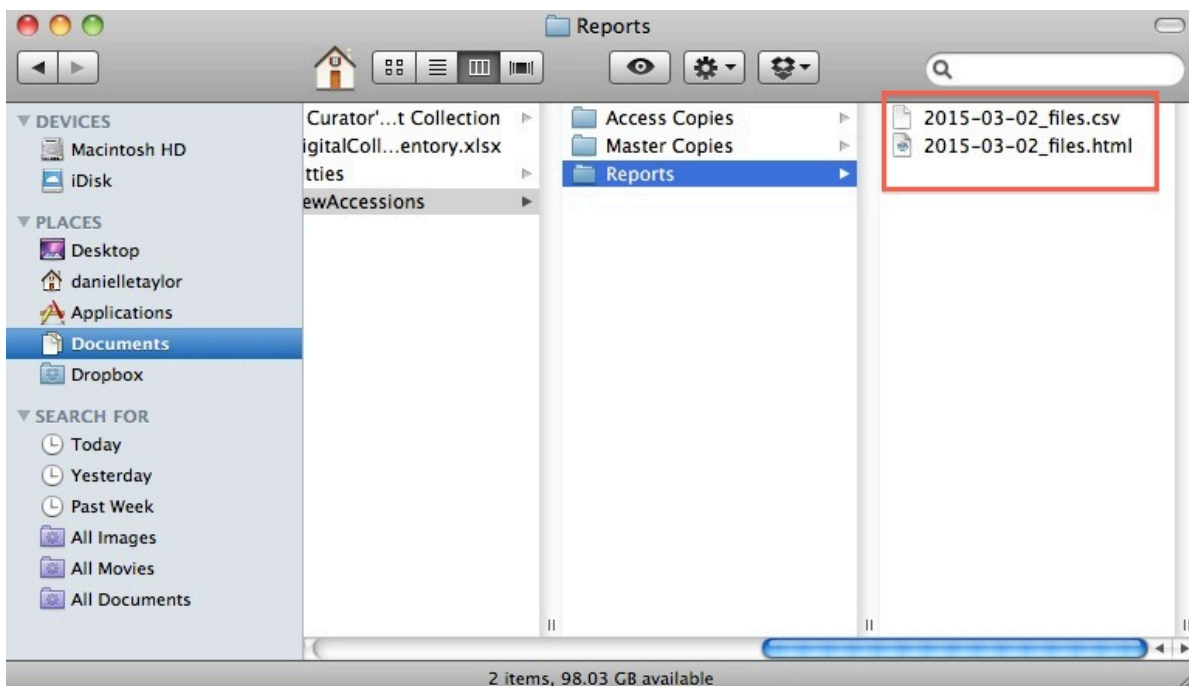 Reports
DEVICES
Macintosh HD
iDisk
PLACES
Desktop
danielletaylor
Applications
Documents
Dropbox
SEARCH FOR
Today
Yesterday
Past Week
All Images
All Movies
All Documents
Curator'...t Collection
igitalColl...entory.xlsx
tties
ewAccessions
Access Copies
Master Copies
Reports
2015-03-02_files.csv
2015-03-02_files.html
2 items, 98.03 GB available